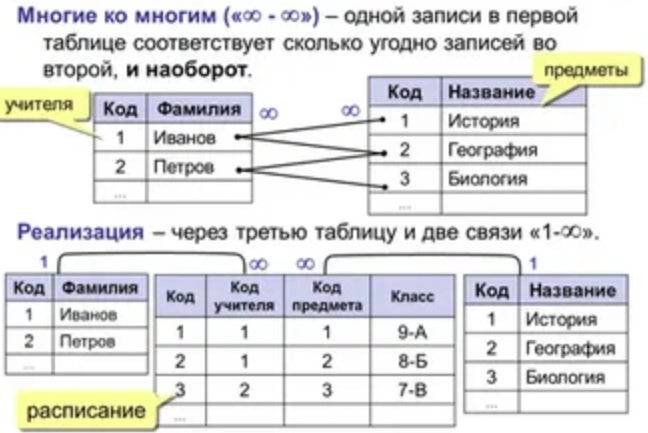 Многие ко многим («∞ - ∞») – одной записи в первой
таблице соответствует сколько угодно записей во
второй, и наоборот.
предметы
учителя
Код Фамилия ∞
1 Иванов
2 Петров
...
∞ Код Название
1 История
2 География
3 Биология
...
Реализация – через третью таблицу и две связи «1-∞».
1 ∞ ∞ 1
Код Фамилия
1 Иванов
2 Петров
...
Код Код учителя Код предмета Класс
1 1 1 9-А
2 1 2 8-Б
3 2 3 7-В
...
расписание
Код Название
1 История
2 География
3 Биология
...